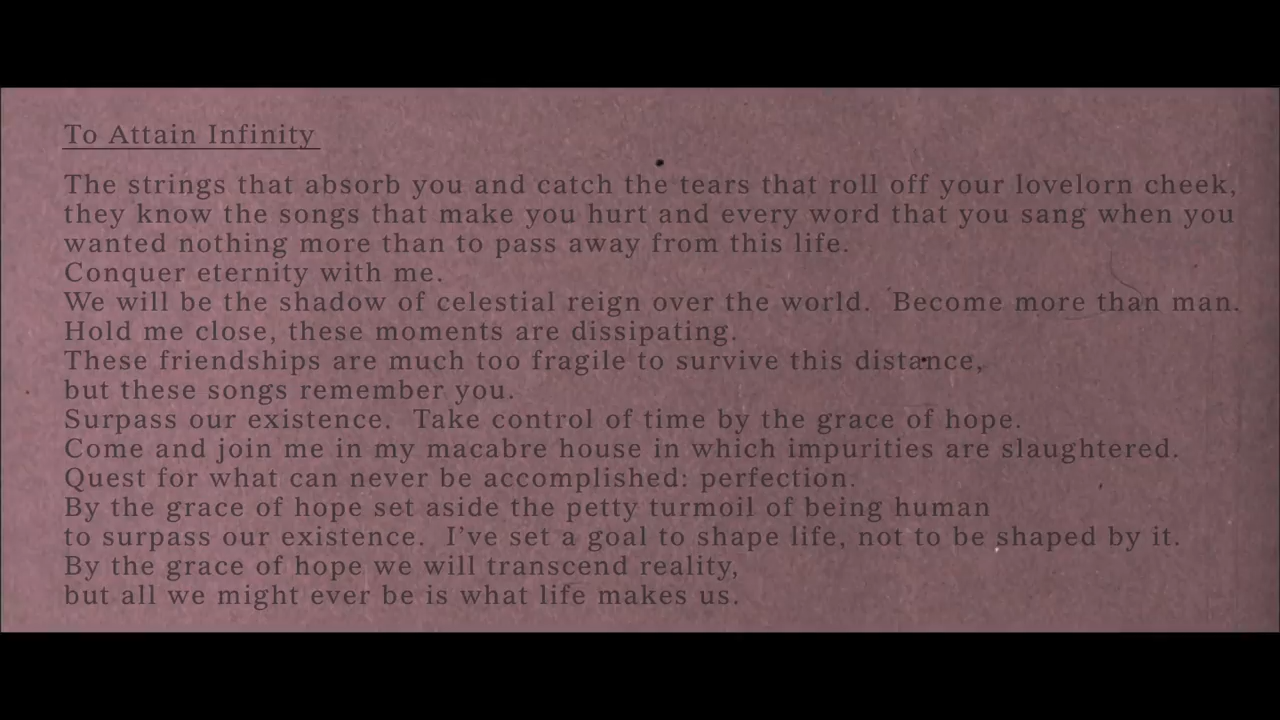 To Attain Infinity
The strings that absorb you and catch the tears that roll off your lovelorn cheek,
they know the songs that make you hurt and every word that you sang when you
wanted nothing more than to pass away from this life.
Conquer eternity with me.
We will be the shadow of celestial reign over the world.  Become more than man.
Hold me close, these moments are dissipating.
These friendships are much too fragile to survive this distance,
but these songs remember you.
Surpass our existence.  Take control of time by the grace of hope.
Come and join me in my macabre house in which impurities are slaughtered.
Quest for what can never be accomplished: perfection.
By the grace of hope set aside the petty turmoil of being human
to surpass our existence.  I’ve set a goal to shape life, not to be shaped by it.
By the grace of hope we will transcend reality,
but all we might ever be is what life makes us.